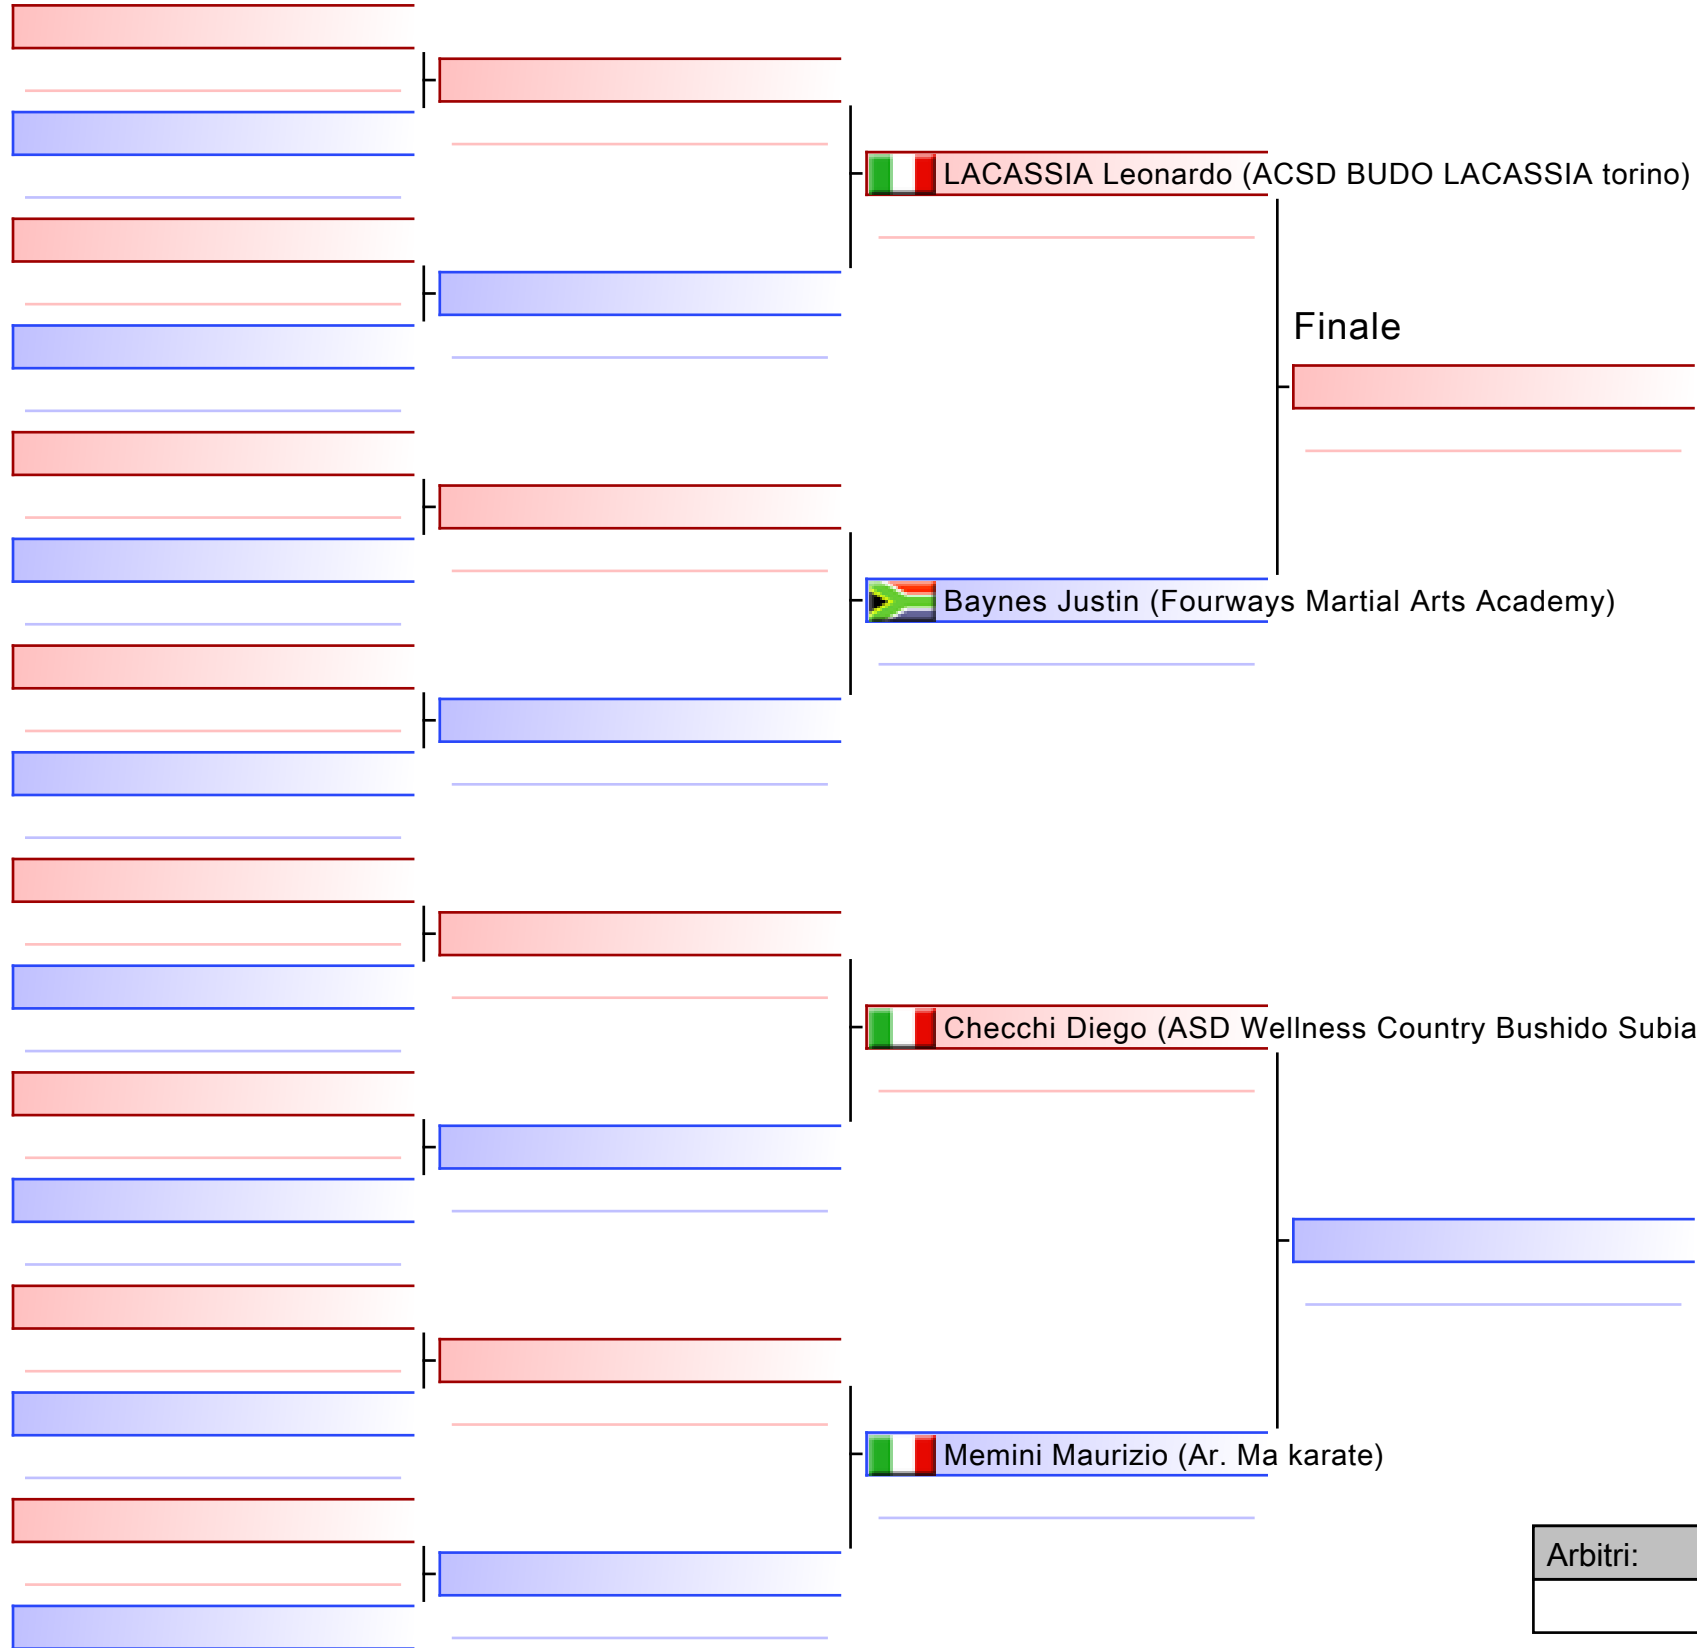 LACASSIA Leonardo (ACSD BUDO LACASSIA torino)
Finale
Baynes Justin (Fourways Martial Arts Academy)
Checchi Diego (ASD Wellness Country Bushido Subia
Memini Maurizio (Ar. Ma karate)
Arbitri: